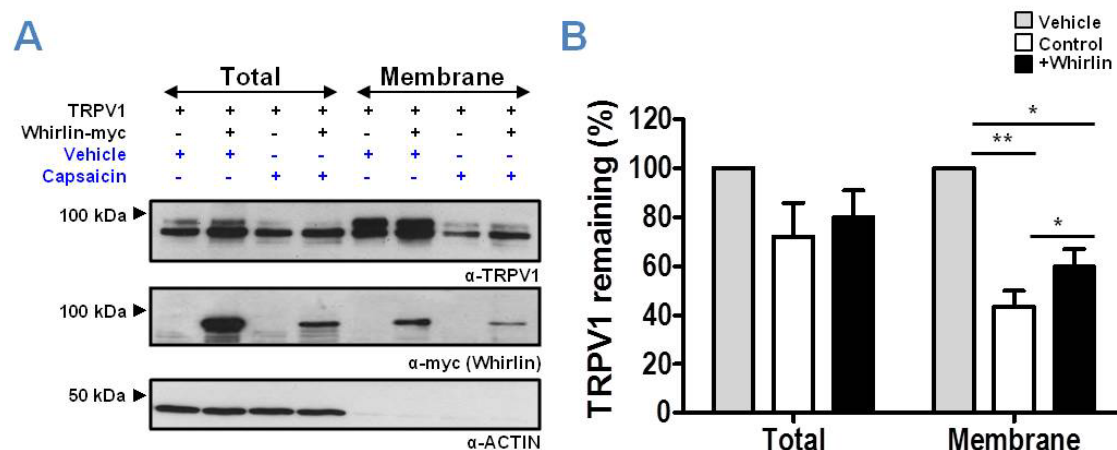 A
Total Membrane
TRPV1 + + + + + + + +
Whirlin-myc - + - + - + - +
Vehicle + + - - + + - -
Capsaicin - - + + - - + +
100 kDa
α-TRPV1
100 kDa
α-myc (Whirlin)
50 kDa
α-ACTIN
B
Vehicle
Control
+Whirlin
TRPV1 remaining (%)
120
100
80
60
40
20
0
*
**
*
Total Membrane